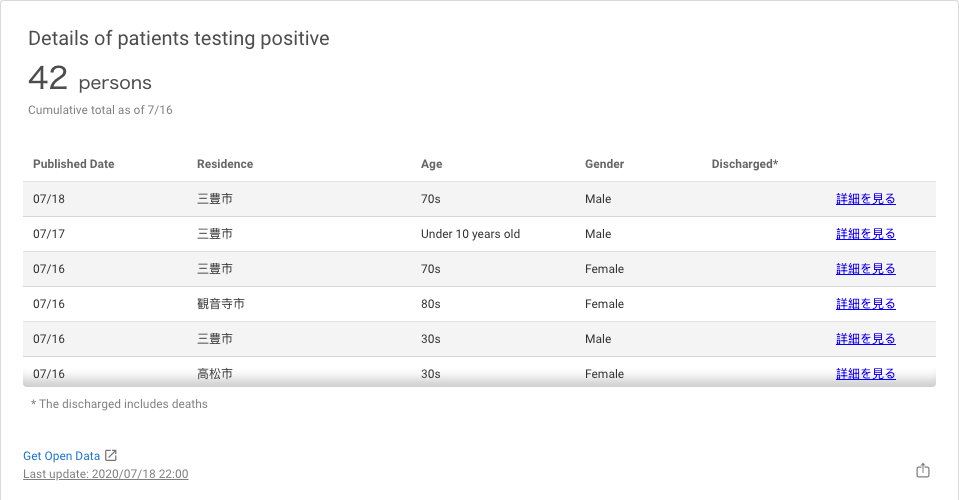 Details of patients testing positive
42 persons
Cumulative total as of 7/16
Published Date Residence Age Gender Discharged*
07/18 三豊市 70s Male 詳細を見る
07/17 三豊市 Under 10 years old Male 詳細を見る
07/16 三豊市 70s Female 詳細を見る
07/16 観音寺市 80s Female 詳細を見る
07/16 三豊市 30s Male 詳細を見る
07/16 高松市 30s Female 詳細を見る
* The discharged includes deaths
Get Open Data
Last update: 2020/07/18 22:00